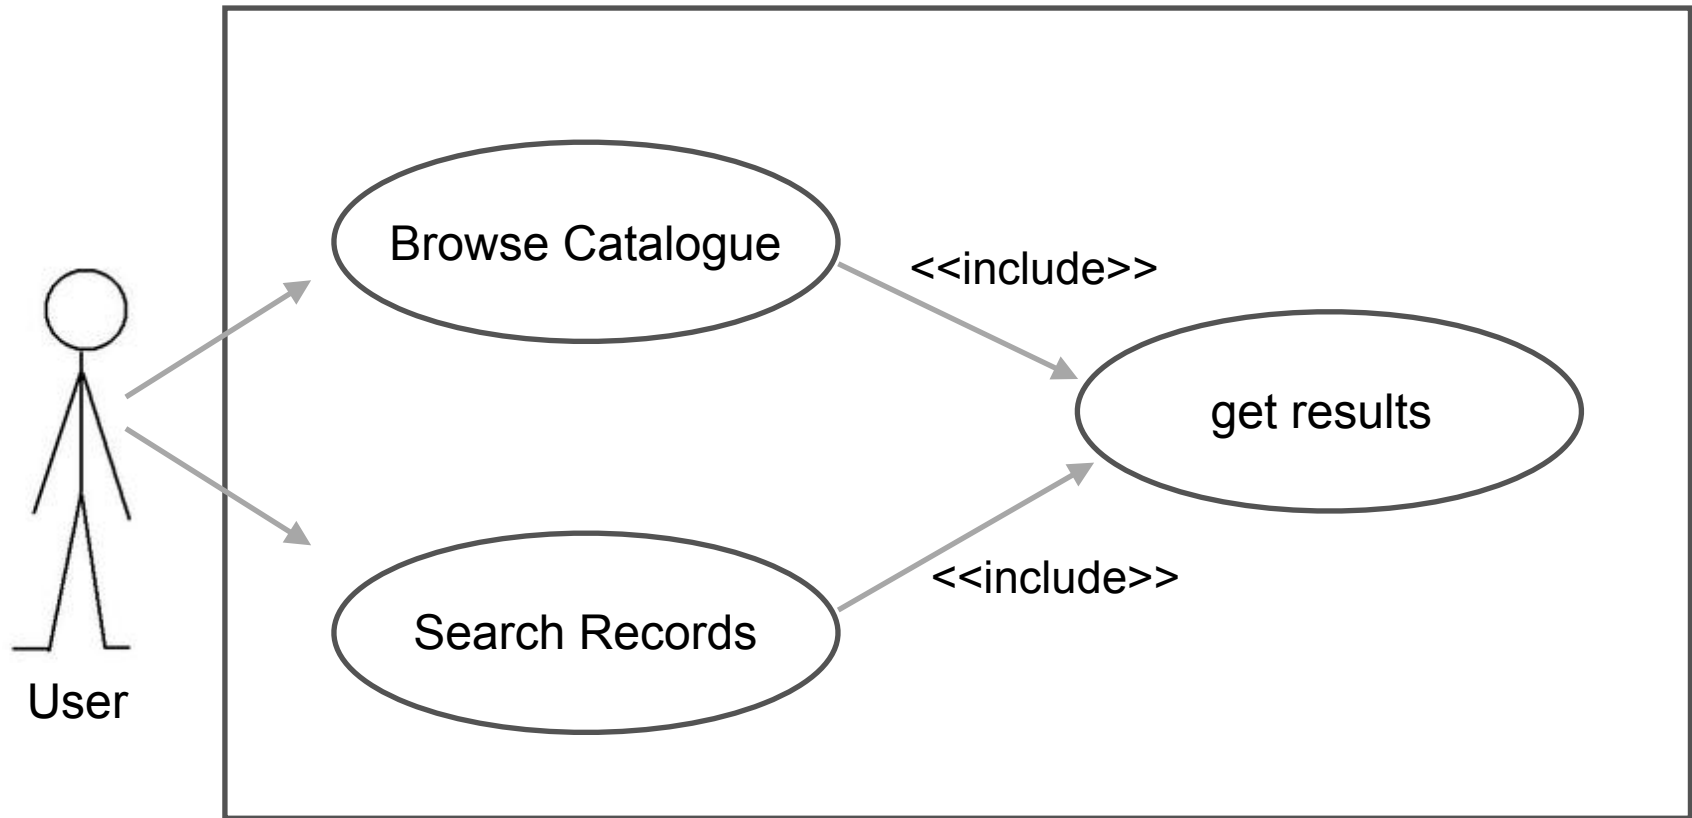 Browse Catalogue
<<include>>
get results
<<include>>
Search Records
User